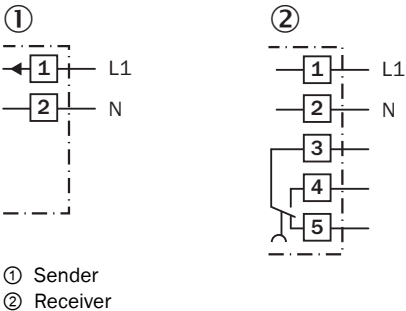 ① ②
1 L1 1 L1
2 N 2 N
3
4
5
① Sender
② Receiver